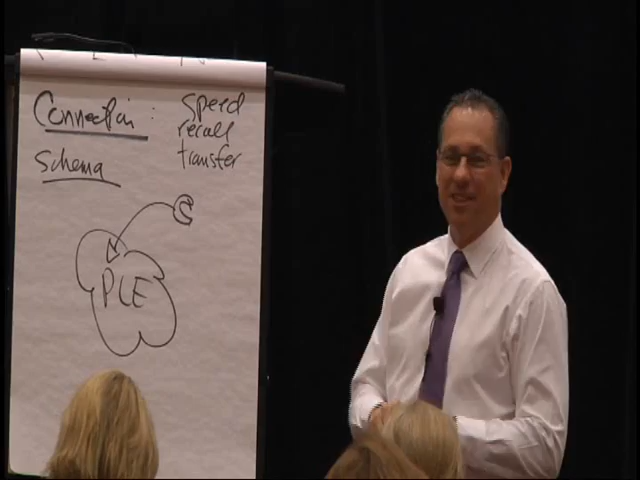 Connection : Speed
recall
Schema transfer
C
PLE